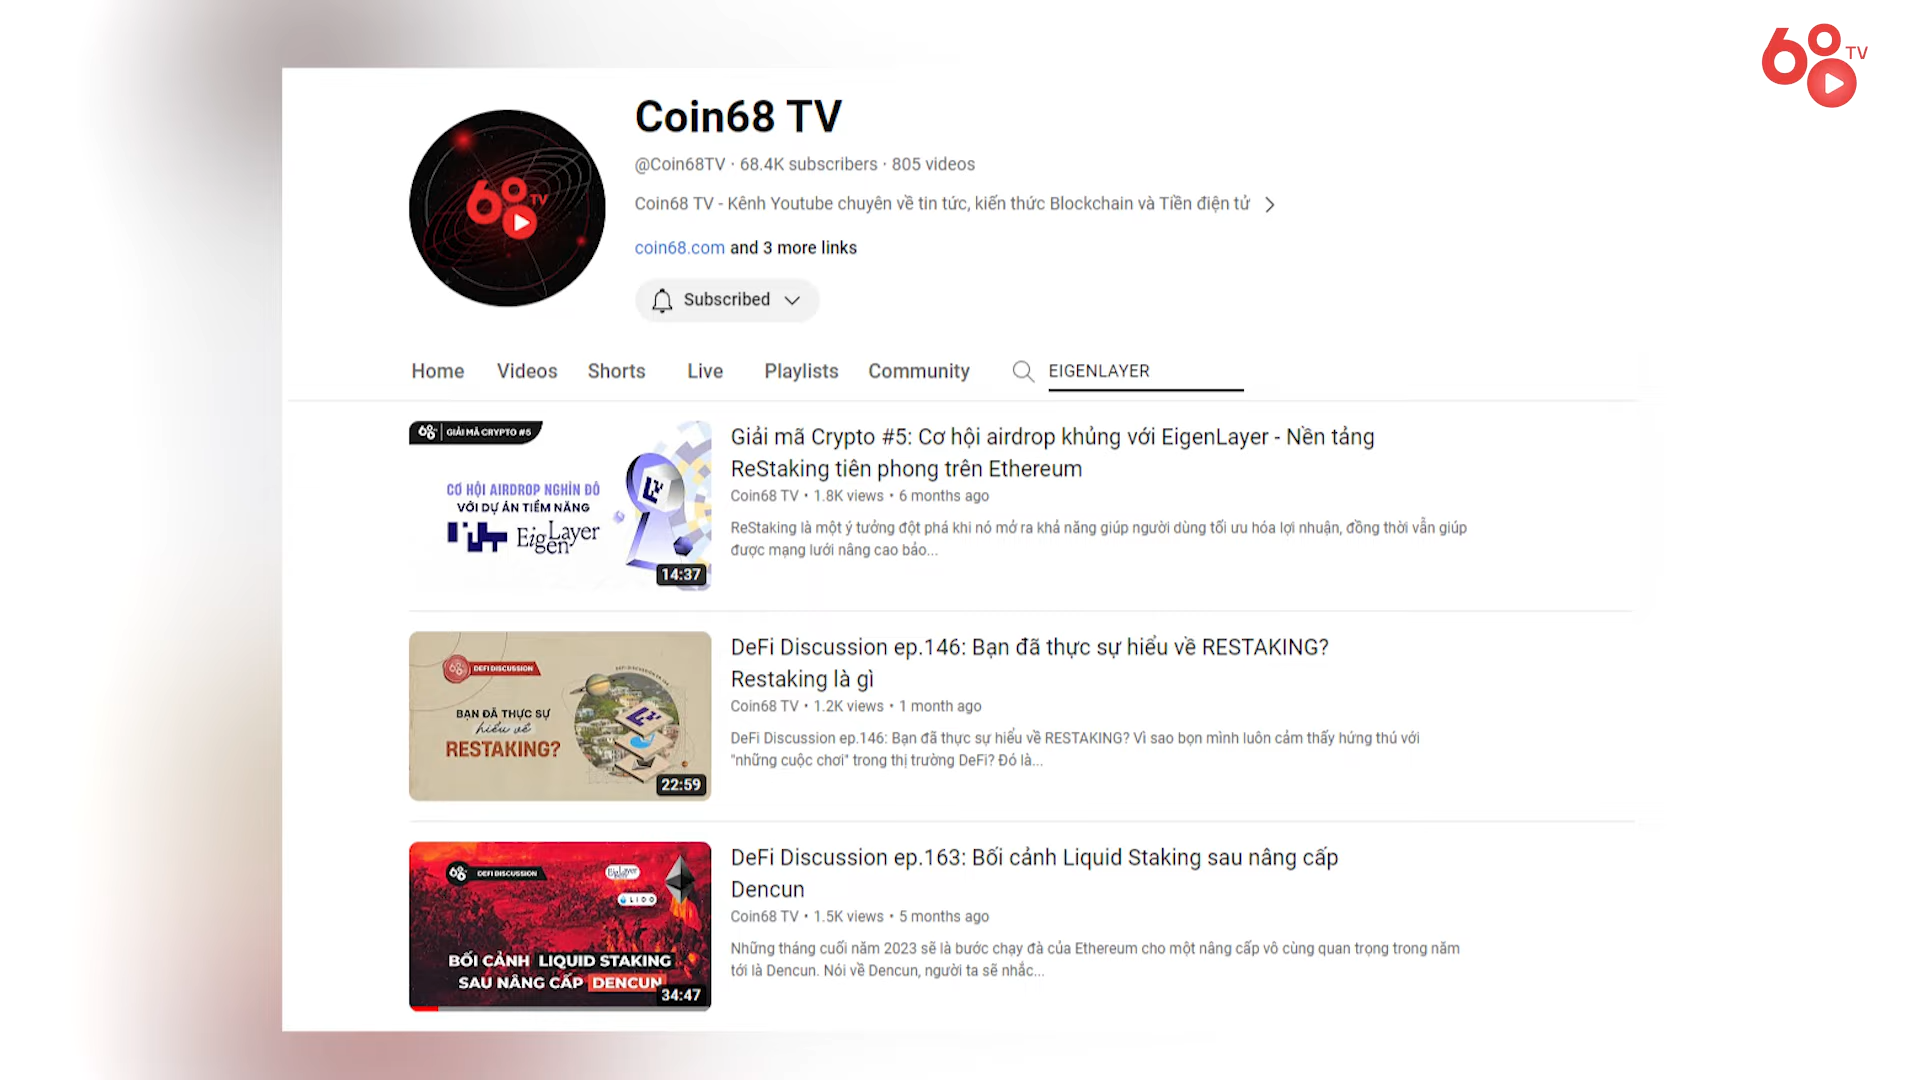 68 TV
Coin68 TV
@Coin68TV · 68.4K subscribers · 805 videos
Coin68 TV - Kênh Youtube chuyên về tin tức, kiến thức Blockchain và Tiền điện tử
coin68.com and 3 more links
Subscribed
68 TV
Home Videos Shorts Live Playlists Community EIGENLAYER
68 GIẢI MÃ CRYPTO #5
CƠ HỘI AIRDROP NGHÌN ĐÔ
VỚI DỰ ÁN TIỀM NĂNG
EigenLayer
14:37
Giải mã Crypto #5: Cơ hội airdrop khủng với EigenLayer - Nền tảng
ReStaking tiên phong trên Ethereum
Coin68 TV • 1.8K views • 6 months ago
ReStaking là một ý tưởng đột phá khi nó mở ra khả năng giúp người dùng tối ưu hóa lợi nhuận, đồng thời vẫn giúp
được mạng lưới nâng cao bảo...
68 DEFI DISCUSSION
BẠN ĐÃ THỰC SỰ
hiểu về
RESTAKING?
22:59
DeFi Discussion ep.146: Bạn đã thực sự hiểu về RESTAKING?
Restaking là gì
Coin68 TV • 1.2K views • 1 month ago
DeFi Discussion ep.146: Bạn đã thực sự hiểu về RESTAKING? Vì sao bọn mình luôn cảm thấy hứng thú với
"những cuộc chơi" trong thị trường DeFi? Đó là...
68 DEFI DISCUSSION
EigenLayer
LIDO
BỐI CẢNH LIQUID STAKING
SAU NÂNG CẤP DENCUN
34:47
DeFi Discussion ep.163: Bối cảnh Liquid Staking sau nâng cấp
Dencun
Coin68 TV • 1.5K views • 5 months ago
Những tháng cuối năm 2023 sẽ là bước chạy đà của Ethereum cho một nâng cấp vô cùng quan trọng trong năm
tới là Dencun. Nói về Dencun, người ta sẽ nhắc...